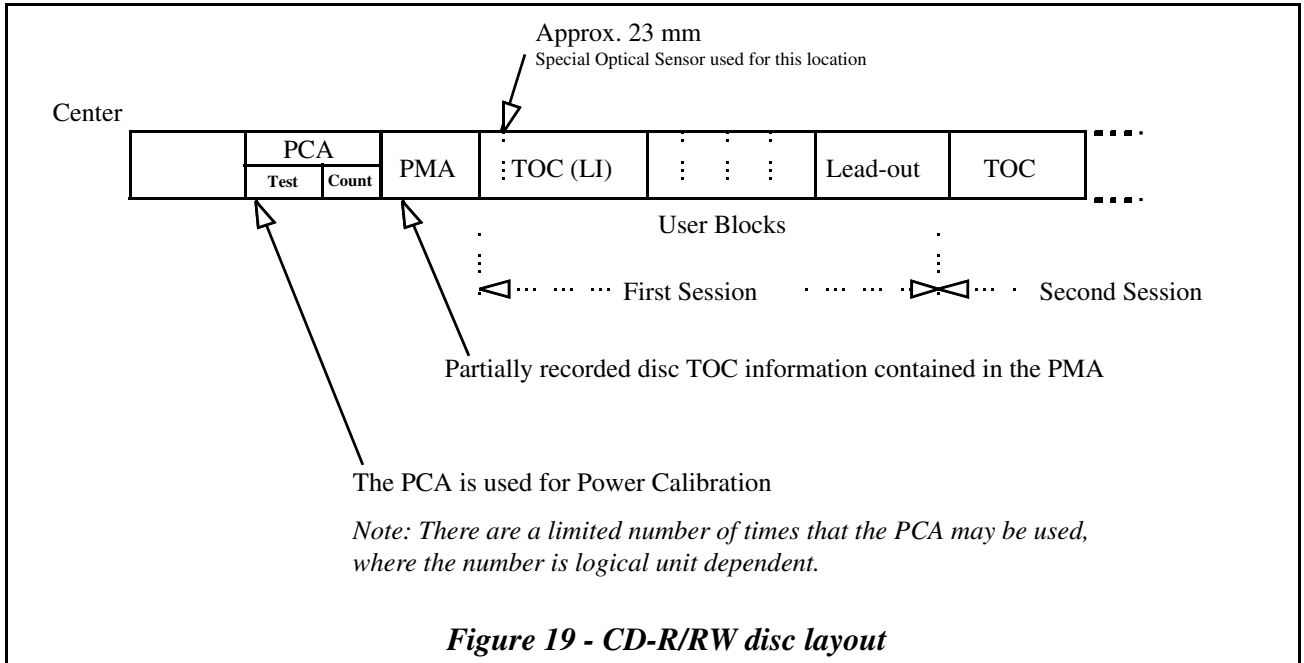 Approx. 23 mm
Special Optical Sensor used for this location
Center
PCA
Test Count
PMA
TOC (LI)
Lead-out
TOC
User Blocks
First Session
Second Session
Partially recorded disc TOC information contained in the PMA
The PCA is used for Power Calibration
Note: There are a limited number of times that the PCA may be used,
where the number is logical unit dependent.
Figure 19 - CD-R/RW disc layout